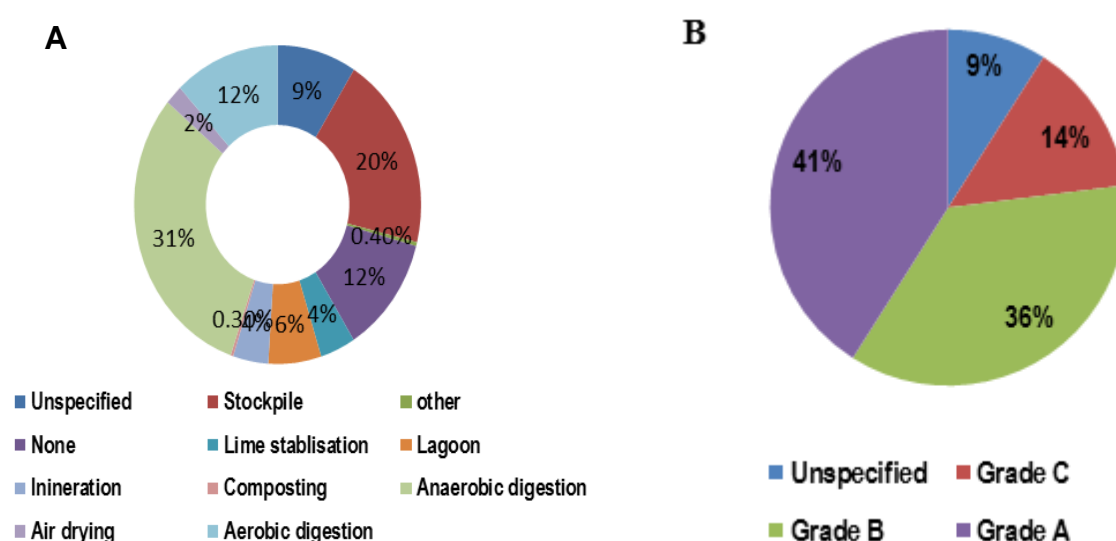 A
B
9%
20%
0.40%
12%
4%
6%
4%
0.30%
31%
2%
12%
9%
14%
36%
41%
Unspecified Stockpile other
None Lime stablisation Lagoon
Inineration Composting Anaerobic digestion
Air drying Aerobic digestion
Unspecified Grade C
Grade B Grade A